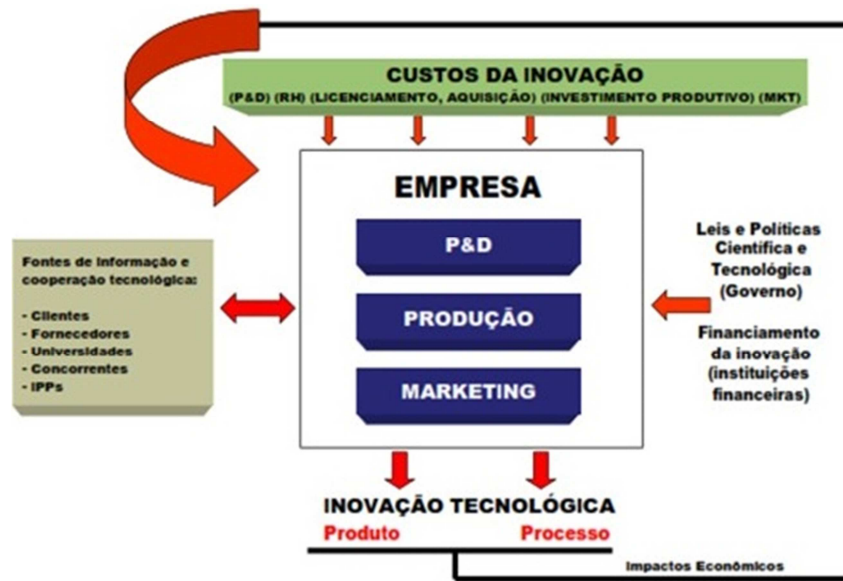 CUSTOS DA INOVAÇÃO
(P&D) (RH) (LICENCIAMENTO, AQUISIÇÃO) (INVESTIMENTO PRODUTIVO) (MKT)
EMPRESA
P&D
PRODUÇÃO
MARKETING
Fontes de Informação e
cooperação tecnológica:
- Clientes
- Fornecedores
- Universidades
- Concorrentes
- IPPs
Leis e Políticas
Científica e
Tecnológica
(Governo)
Financiamento
da inovação
(instituições
financeiras)
INOVAÇÃO TECNOLÓGICA
Produto Processo
Impactos Econômicos